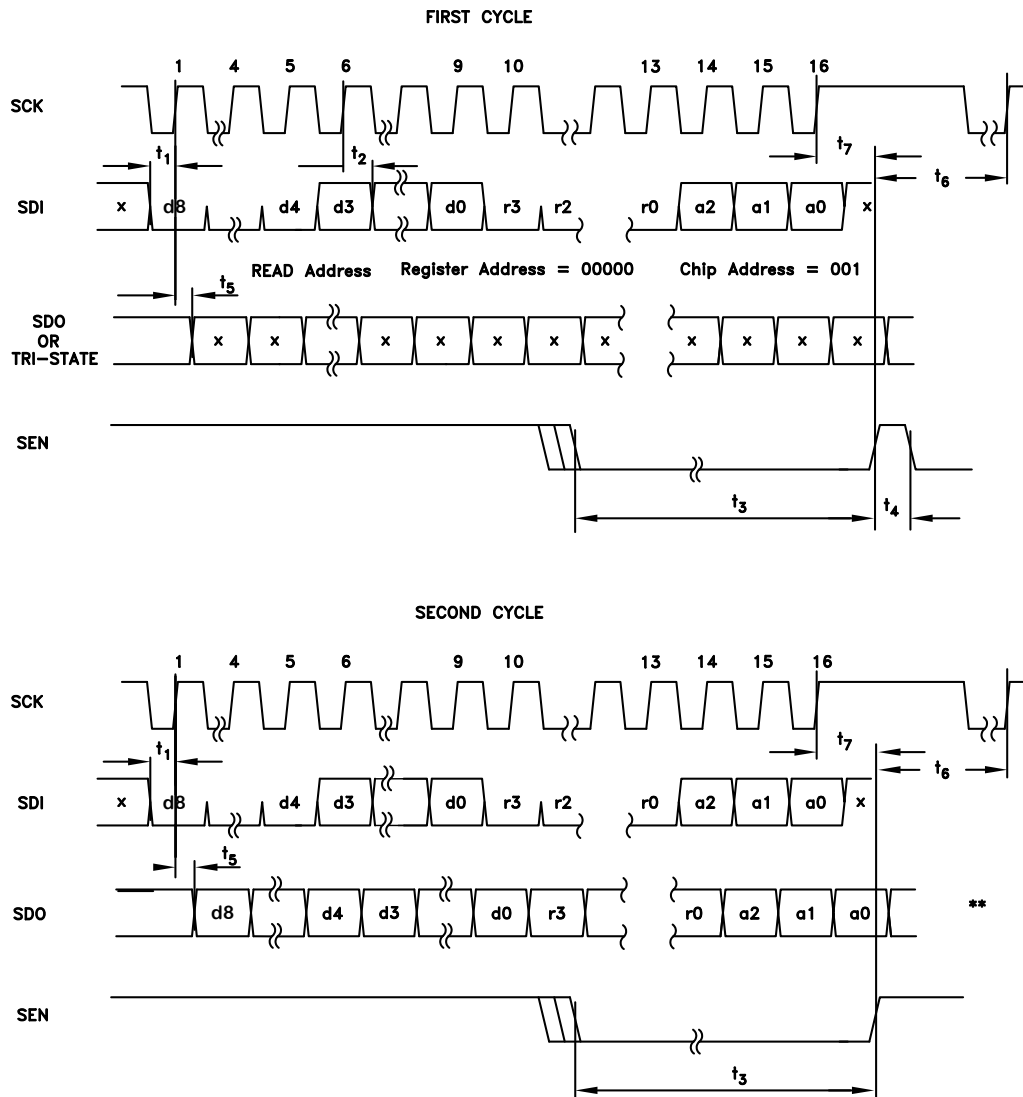 FIRST CYCLE
1 4 5 6 9 10 13 14 15 16
SCK
t1 t2 t7 t6
SDI x d8 d4 d3 d0 r3 r2 r0 a2 a1 a0 x
READ Address Register Address = 00000 Chip Address = 001
t5
SDO
OR
TRI-STATE
x x x x x x x x x x x
SEN
t3 t4
SECOND CYCLE
1 4 5 6 9 10 13 14 15 16
SCK
t1 t7 t6
SDI x d8 d4 d3 d0 r3 r2 r0 a2 a1 a0 x
t5
SDO d8 d4 d3 d0 r3 r0 a2 a1 a0 **
SEN
t3